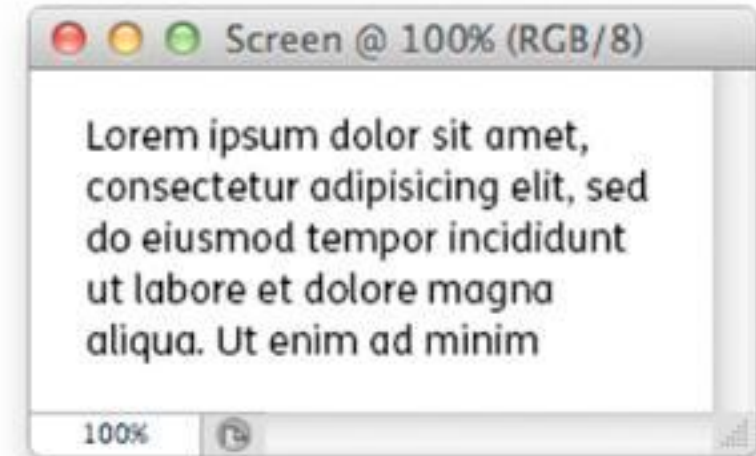 Screen @ 100% (RGB/8)
Lorem ipsum dolor sit amet,
consectetur adipisicing elit, sed
do eiusmod tempor incididunt
ut labore et dolore magna
aliqua. Ut enim ad minim
100%